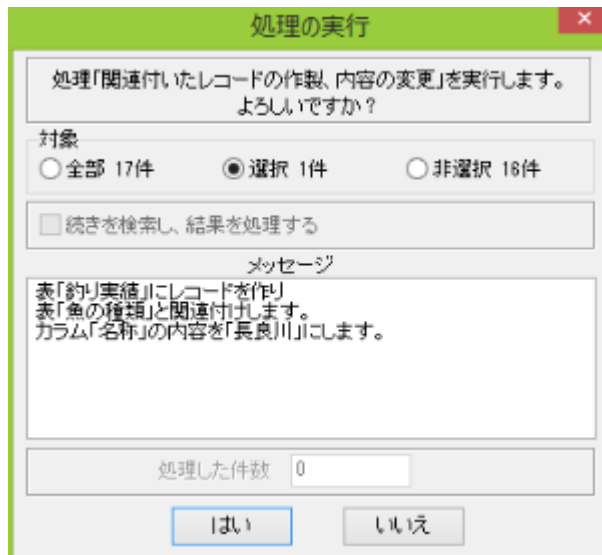 処理の実行
処理「関連付いたレコードの作製、内容の変更」を実行します。
よろしいですか？
対象
全部 17件 選択 1件 非選択 16件
続きを検索し、結果を処理する
メッセージ
表「釣り実績」にレコードを作り
表「魚の種類」と関連付けします。
カラム「名称」の内容を「長良川」にします。
処理した件数 0
はい いいえ